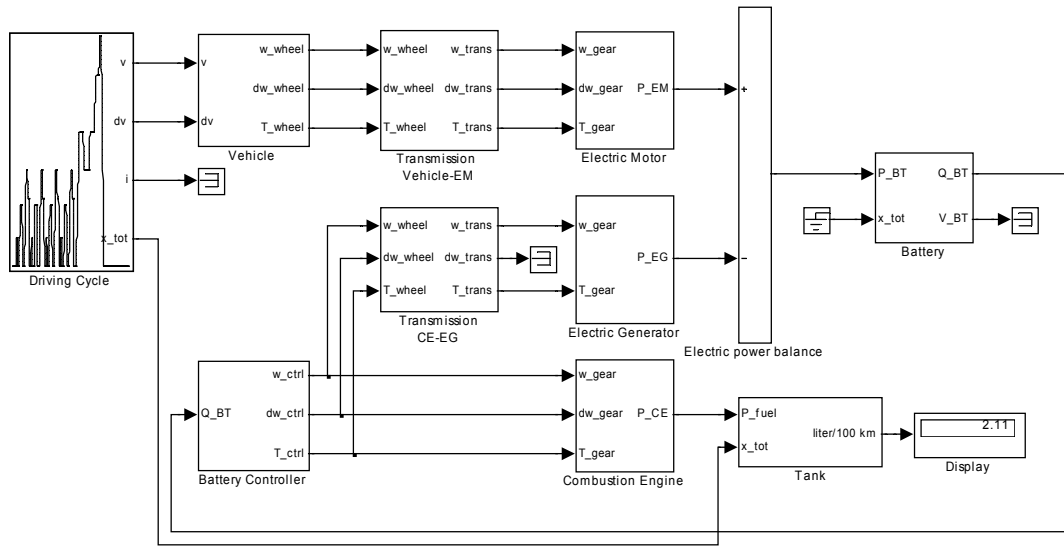 v
dv
i
x_tot
Driving Cycle
v
dv
w_wheel
dw_wheel
T_wheel
Vehicle
w_wheel
dw_wheel
T_wheel
w_trans
dw_trans
T_trans
Transmission
Vehicle-EM
w_gear
dw_gear
T_gear
P_EM
Electric Motor
+
-
Electric power balance
P_BT
x_tot
Q_BT
V_BT
Battery
w_wheel
dw_wheel
T_wheel
w_trans
dw_trans
T_trans
Transmission
CE-EG
w_gear
T_gear
P_EG
Electric Generator
Q_BT
w_ctrl
dw_ctrl
T_ctrl
Battery Controller
w_gear
dw_gear
T_gear
P_CE
Combustion Engine
P_fuel
x_tot
liter/100 km
Tank
2.11
Display